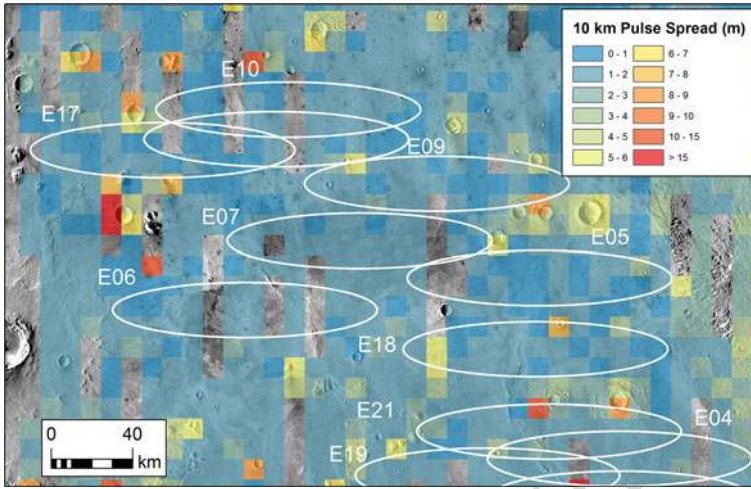 10 km Pulse Spread (m)
0 - 1
6 - 7
1 - 2
7 - 8
2 - 3
8 - 9
3 - 4
9 - 10
4 - 5
10 - 15
5 - 6
> 15
E10
E17
E09
E07
E05
E06
E18
E21
E04
E19
0 40
km